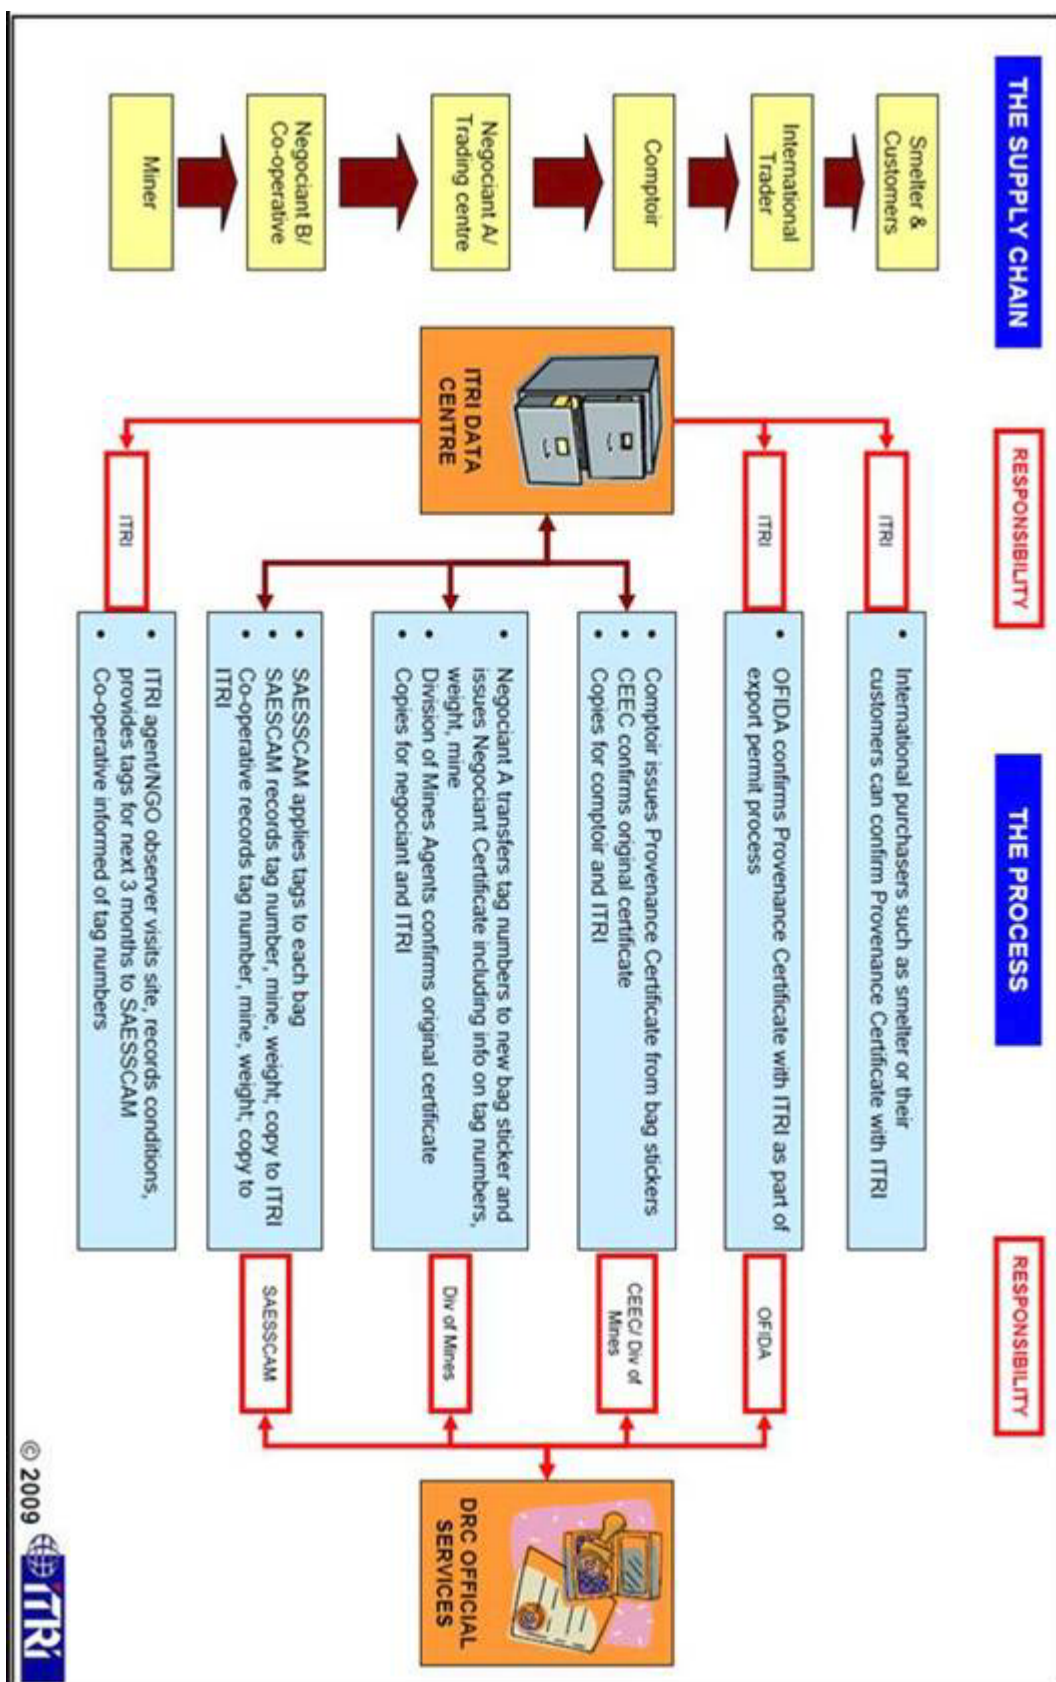 THE SUPPLY CHAIN
RESPONSIBILITY
THE PROCESS
RESPONSIBILITY
Smelter &
Customers
ITRI
• International purchasers such as smelter or their
customers can confirm Provenance Certificate with ITRI
International
Trader
ITRI
• OFIDA confirms Provenance Certificate with ITRI as part of
export permit process
OFIDA
Comptoir
• Comptoir issues Provenance Certificate from bag stickers
• CEEC confirms original certificate
• Copies for comptoir and ITRI
CEEC/ Div of
Mines
Negociant A/
Trading centre
ITRI DATA
CENTRE
• Negociant A transfers tag numbers to new bag sticker and
issues Negociant Certificate including info on tag numbers,
weight, mine
• Division of Mines Agents confirms original certificate
• Copies for negociant and ITRI
Div of Mines
DRC OFFICIAL
SERVICES
Negociant B/
Co-operative
• SAESSCAM applies tags to each bag
• SAESCAM records tag number, mine, weight; copy to ITRI
• Co-operative records tag number, mine, weight; copy to
ITRI
SAESSCAM
Miner
ITRI
• ITRI agent/NGO observer visits site, records conditions,
provides tags for next 3 months to SAESSCAM
• Co-operative informed of tag numbers
© 2009 ITRI